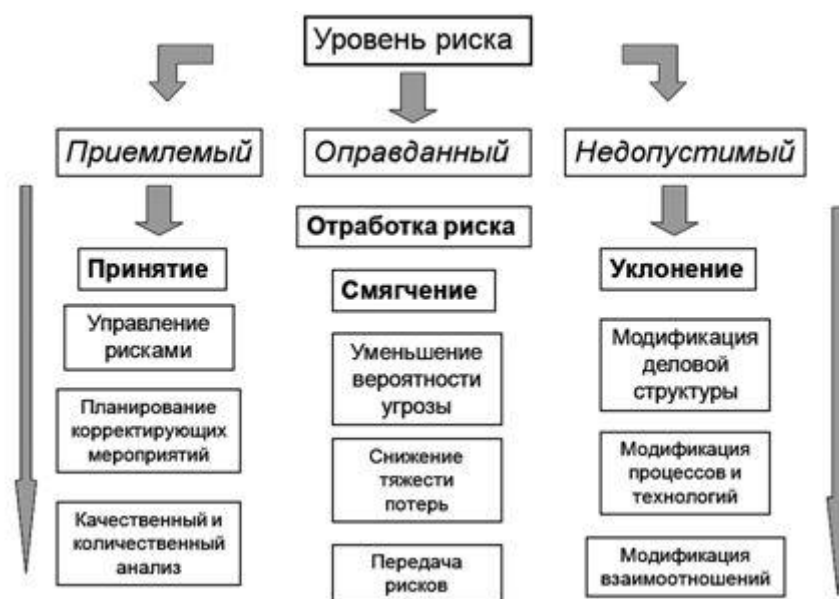 Уровень риска
Приемлемый
Оправданный
Недопустимый
Отработка риска
Принятие
Смягчение
Уклонение
Управление
рисками
Планирование
корректирующих
мероприятий
Качественный и
количественный
анализ
Уменьшение
вероятности
угрозы
Снижение
тяжести
потерь
Передача
рисков
Модификация
деловой
структуры
Модификация
процессов и
технологий
Модификация
взаимоотношений